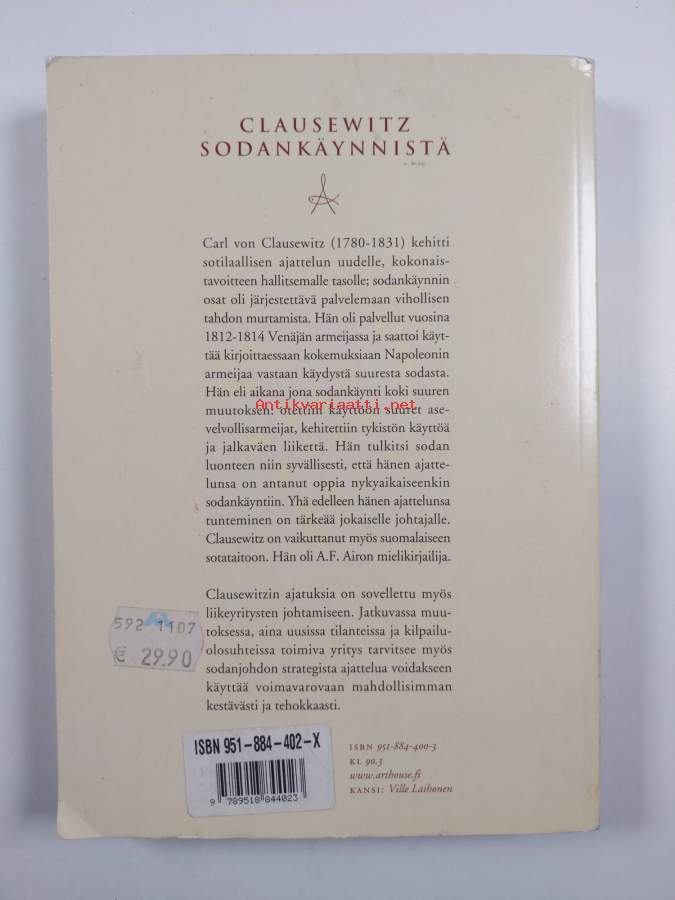 CLAUSEWITZ
SODANKÄYNNISTÄ
Carl von Clausewitz (1780-1831) kehitti
sotilaallisen ajattelun uudelle, kokonais-
tavoitteen hallitsemalle tasolle; sodankäynnin
osat oli järjestettävä palvelemaan vihollisen
tahdon murtamista. Hän oli palvellut vuosina
1812-1814 Venäjän armeijassa ja saattoi käyt-
tää kirjoittaessaan kokemuksiaan Napoleonin
armeijaa vastaan käydystä suuresta sodasta.
Hän eli aikana jona sodankäynti koki suuren
Antikvariaatti.net
muutoksen: otettiin käyttöön suuret ase-
velvollisarmeijat, kehitettiin tykistön käyttöä
ja jalkaväen liikettä. Hän tulkitsi sodan
luonteen niin syvällisesti, että hänen ajatte-
lunsa on antanut oppia nykyaikaiseenkin
sodankäyntiin. Yhä edelleen hänen ajattelunsa
tunteminen on tärkeää jokaiselle johtajalle.
Clausewitz on vaikuttanut myös suomalaiseen
sotataitoon. Hän oli A.F. Airon mielikirjailija.
Clausewitzin ajatuksia on sovellettu myös
liikeyritysten johtamiseen. Jatkuvassa muu-
toksessa, aina uusissa tilanteissa ja kilpailu-
olosuhteissa toimiva yritys tarvitsee myös
sodanjohdon strategista ajattelua voidakseen
käyttää voimavarovaan mahdollisimman
kestävästi ja tehokkaasti.
592 1107
€ 29.90
ISBN 951-884-402-X
9 789518 844023
ISBN 951-884-400-3
KL 90.3
www.arthouse.fi
KANSI: Ville Laihonen